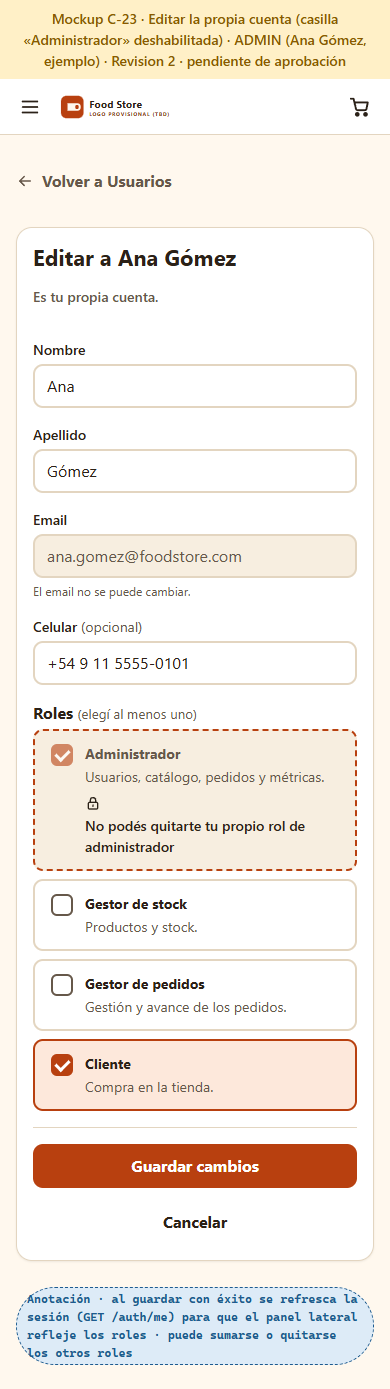 Mockup C-23 · Editar la propia cuenta (casilla
«Administrador» deshabilitada) · ADMIN (Ana Gómez,
ejemplo) · Revision 2 · pendiente de aprobación
Food Store
LOGO PROVISIONAL (TBD)
← Volver a Usuarios
Editar a Ana Gómez
Es tu propia cuenta.
Nombre
Ana
Apellido
Gómez
Email
ana.gomez@foodstore.com
El email no se puede cambiar.
Celular (opcional)
+54 9 11 5555-0101
Roles (elegí al menos uno)
Administrador
Usuarios, catálogo, pedidos y métricas.
No podés quitarte tu propio rol de
administrador
Gestor de stock
Productos y stock.
Gestor de pedidos
Gestión y avance de los pedidos.
Cliente
Compra en la tienda.
Guardar cambios
Cancelar
Anotación · al guardar con éxito se refresca la
sesión (GET /auth/me) para que el panel lateral
refleje los roles · puede sumarse o quitarse
los otros roles